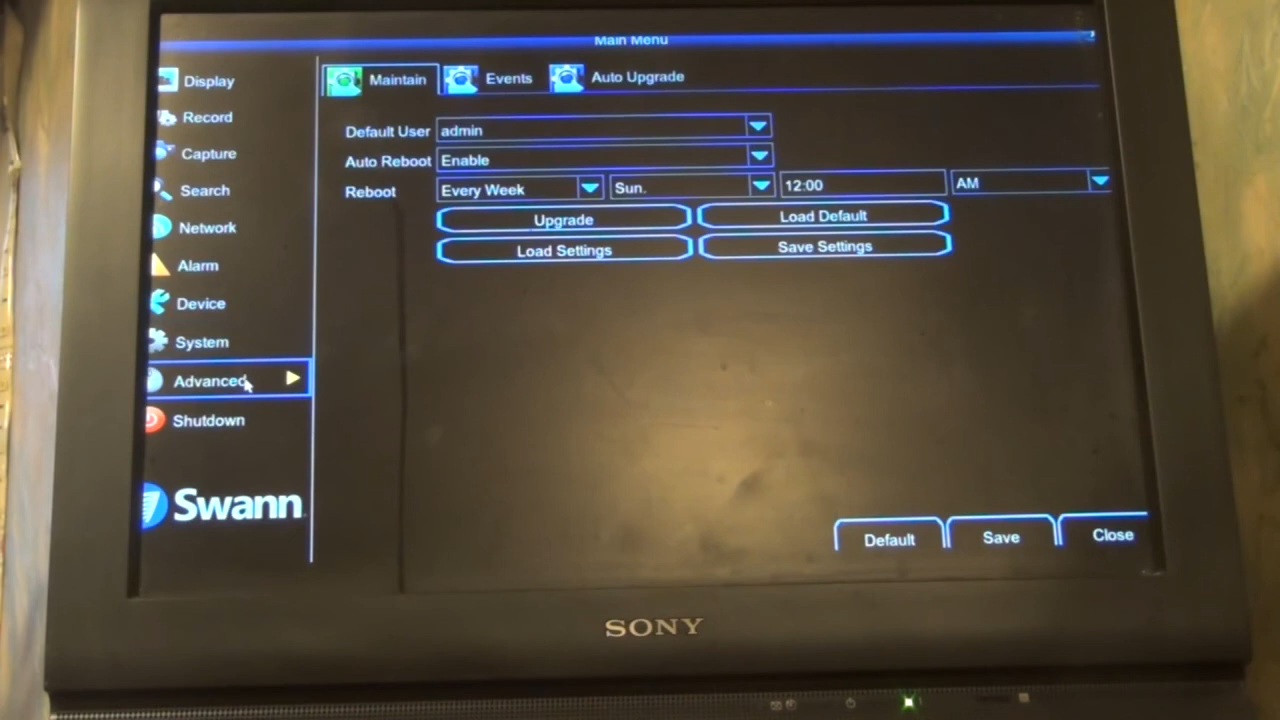 Main Menu
Display
Record
Capture
Search
Network
Alarm
Device
System
Advanced
Shutdown
Swann
Maintain Events Auto Upgrade
Default User admin
Auto Reboot Enable
Reboot Every Week Sun. 12:00 AM
Upgrade Load Default
Load Settings Save Settings
Default Save Close
SONY